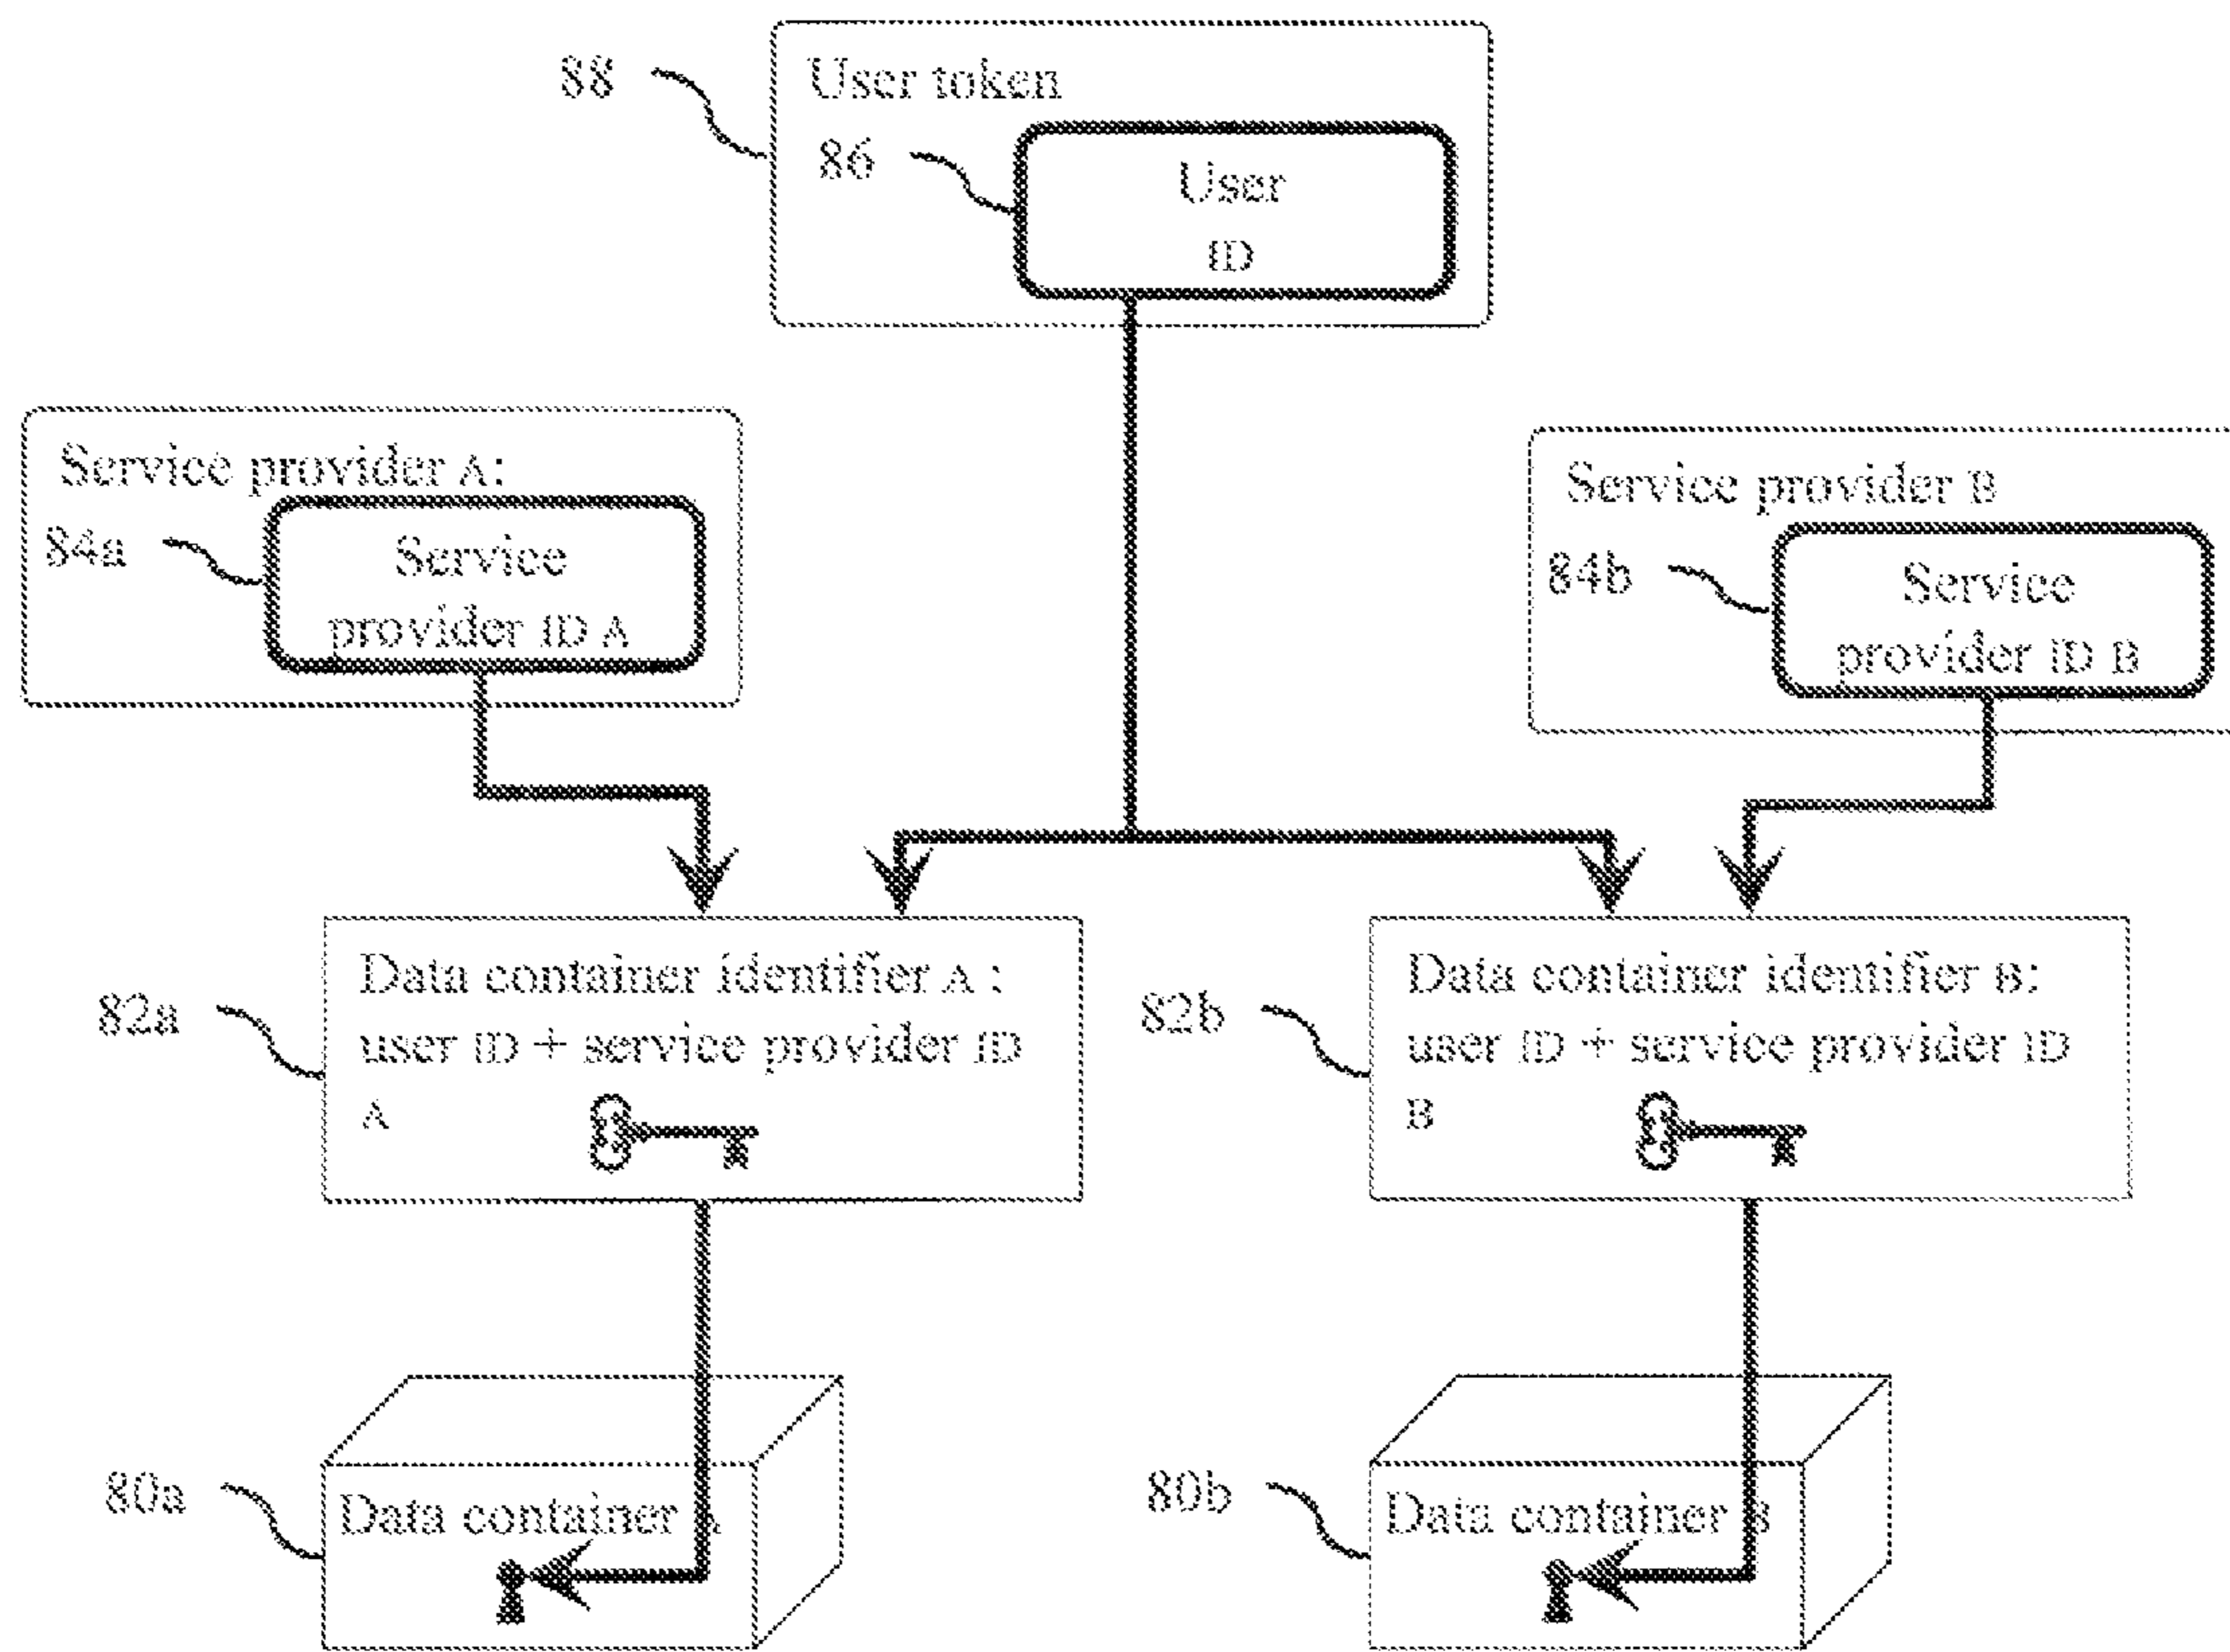 88
User token
86
User
ID
Service provider A:
84a
Service
provider ID A
Service provider B
84b
Service
provider ID B
82a
Data container identifier A :
user ID + service provider ID
A
82b
Data container identifier B:
user ID + service provider ID
B
80a
Data container A
80b
Data container B